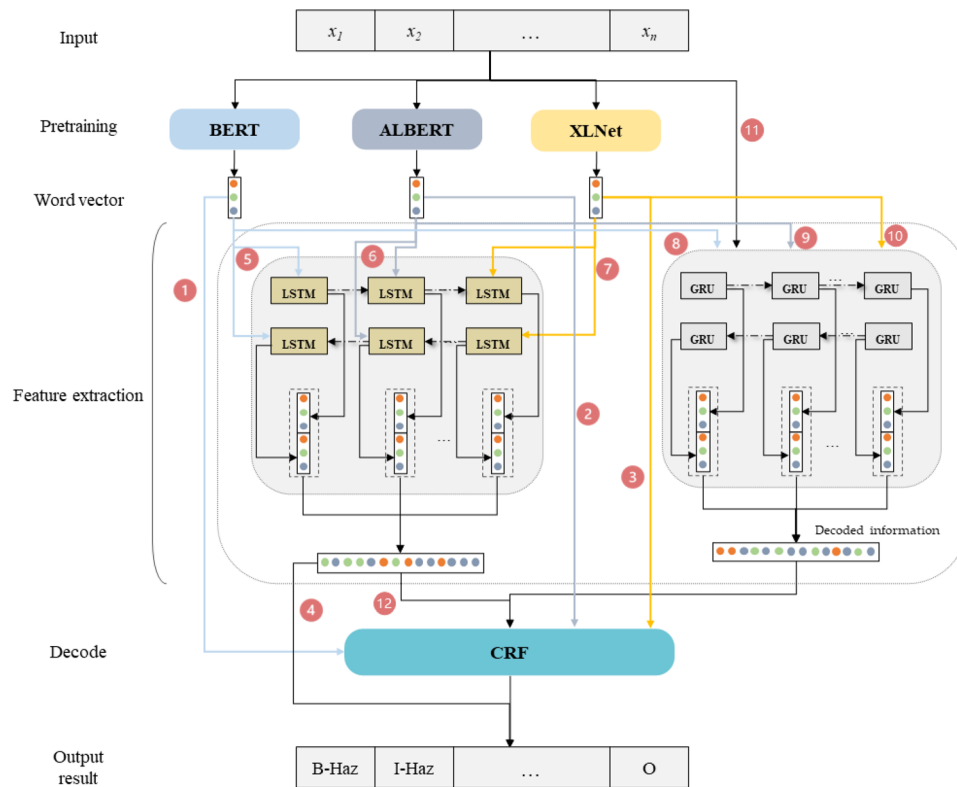 Input
x1
x2
...
xn
Pretraining
BERT
ALBERT
XLNet
11
Word vector
8
9
10
5
6
7
1
LSTM
LSTM
LSTM
GRU
GRU
...
GRU
LSTM
LSTM
LSTM
GRU
GRU
...
GRU
Feature extraction
2
...
...
3
Decoded information
4
12
Decode
CRF
Output
result
B-Haz
I-Haz
...
O